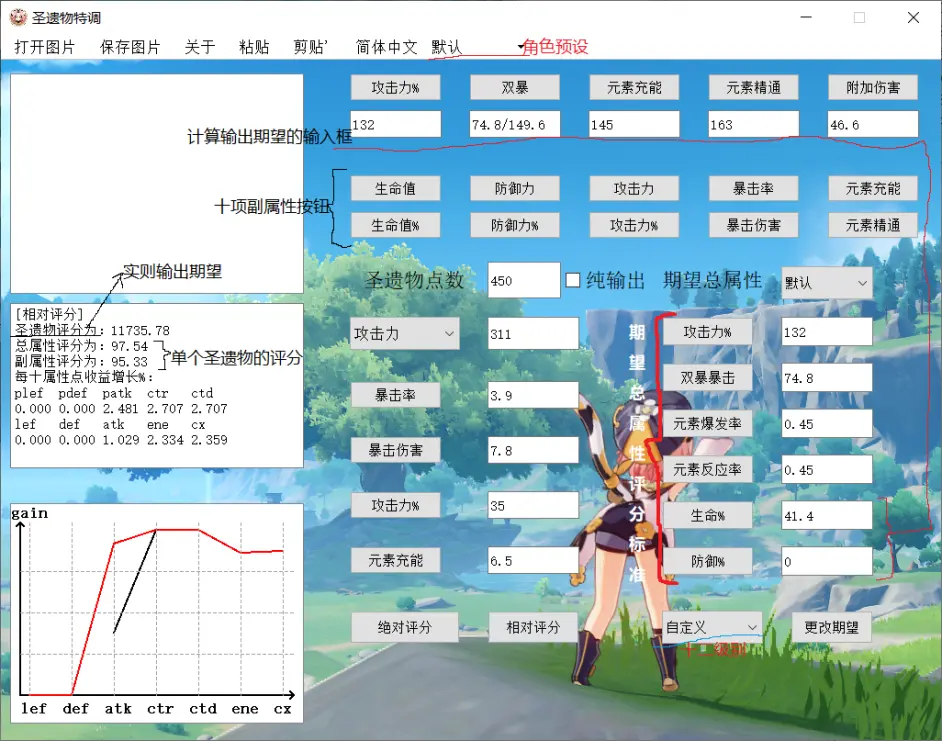 圣遗物特调
打开图片 保存图片 关于 粘贴 剪贴' 简体中文 默认 角色预设
攻击力% 双暴 元素充能 元素精通 附加伤害
132 74.8/149.6 145 163 46.6
计算输出期望的输入框
生命值 防御力 攻击力 暴击率 元素充能
十项副属性按钮
生命值% 防御力% 攻击力% 暴击伤害 元素精通
实则输出期望
圣遗物点数 450 纯输出 期望总属性 默认
[相对评分]
圣遗物评分为: 11735.78
总属性评分为: 97.54
副属性评分为: 95.33
单个圣遗物的评分
每十属性点收益增长%:
plef pdef patk ctr ctd
0.000 0.000 2.481 2.707 2.707
lef def atk ene cx
0.000 0.000 1.029 2.334 2.359
攻击力 311
暴击率 3.9
暴击伤害 7.8
攻击力% 35
元素充能 6.5
期望总属性评分标准
攻击力% 132
双暴暴击 74.8
元素爆发率 0.45
元素反应率 0.45
生命% 41.4
防御% 0
绝对评分 相对评分 自定义 更改期望
十二级别
gain
lef def atk ctr ctd ene cx